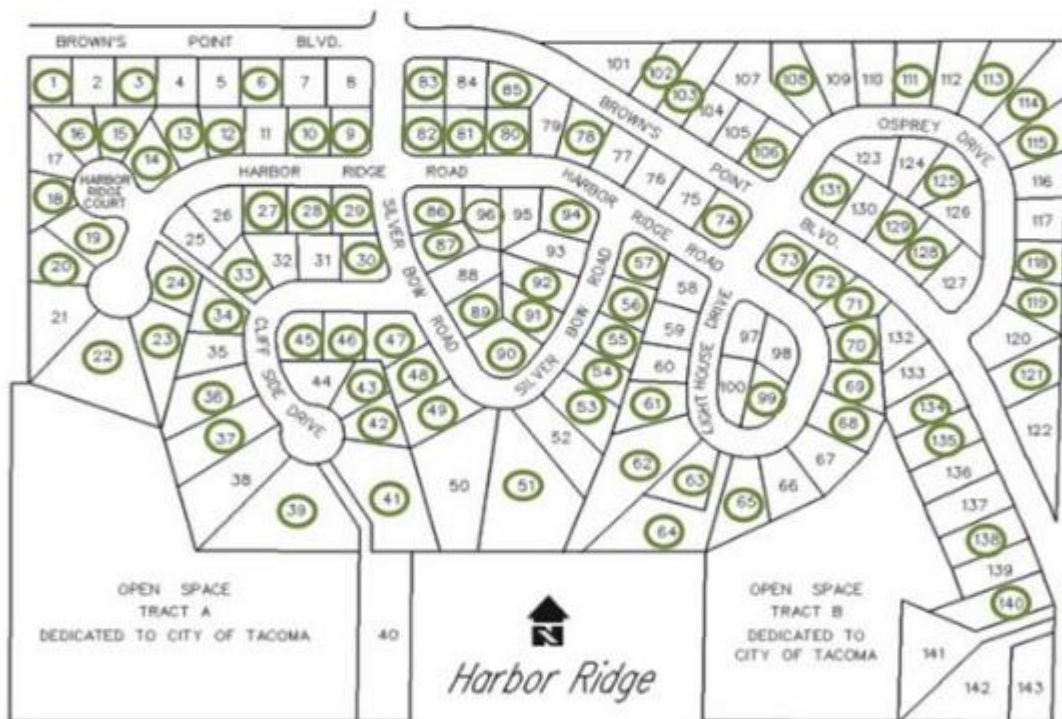 BROWN'S POINT BLVD.
1 2 3 4 5 6 7 8
83 84 85
101 102 103 104 105 106 107 108 109 110 111 112 113 114 115
BROWN'S POINT BLVD.
OSPREY DRIVE
16 15 14 13 12 11 10 9
82 81 80 79 78 77 76 75 74
17 18 19 20 21 22 23 24
HARBOR
RIDGE
COURT
HARBOR RIDGE ROAD
HARBOR RIDGE ROAD
123 124 125 126 127 128 129 130 131
116 117 118 119 120 121 122
25 26 27 28 29 30 31 32 33
SILVER BOW ROAD
86 96 95 94 87 88 93 92 89 91 90
SILVER BOW ROAD
57 58 56 59 55 60 54 61 53 52
LIGHT HOUSE DRIVE
97 98 100 99
73 72 71 70 69 68 67 66 65 64 63 62
132 133 134 135 136 137 138 139 140
34 35 36 37 38 39
CLIFF SIDE DRIVE
45 46 47 44 43 48 42 49 41 50 51
OPEN SPACE
TRACT A
DEDICATED TO CITY OF TACOMA
40
N
Harbor Ridge
OPEN SPACE
TRACT B
DEDICATED TO
CITY OF TACOMA
141 142 143